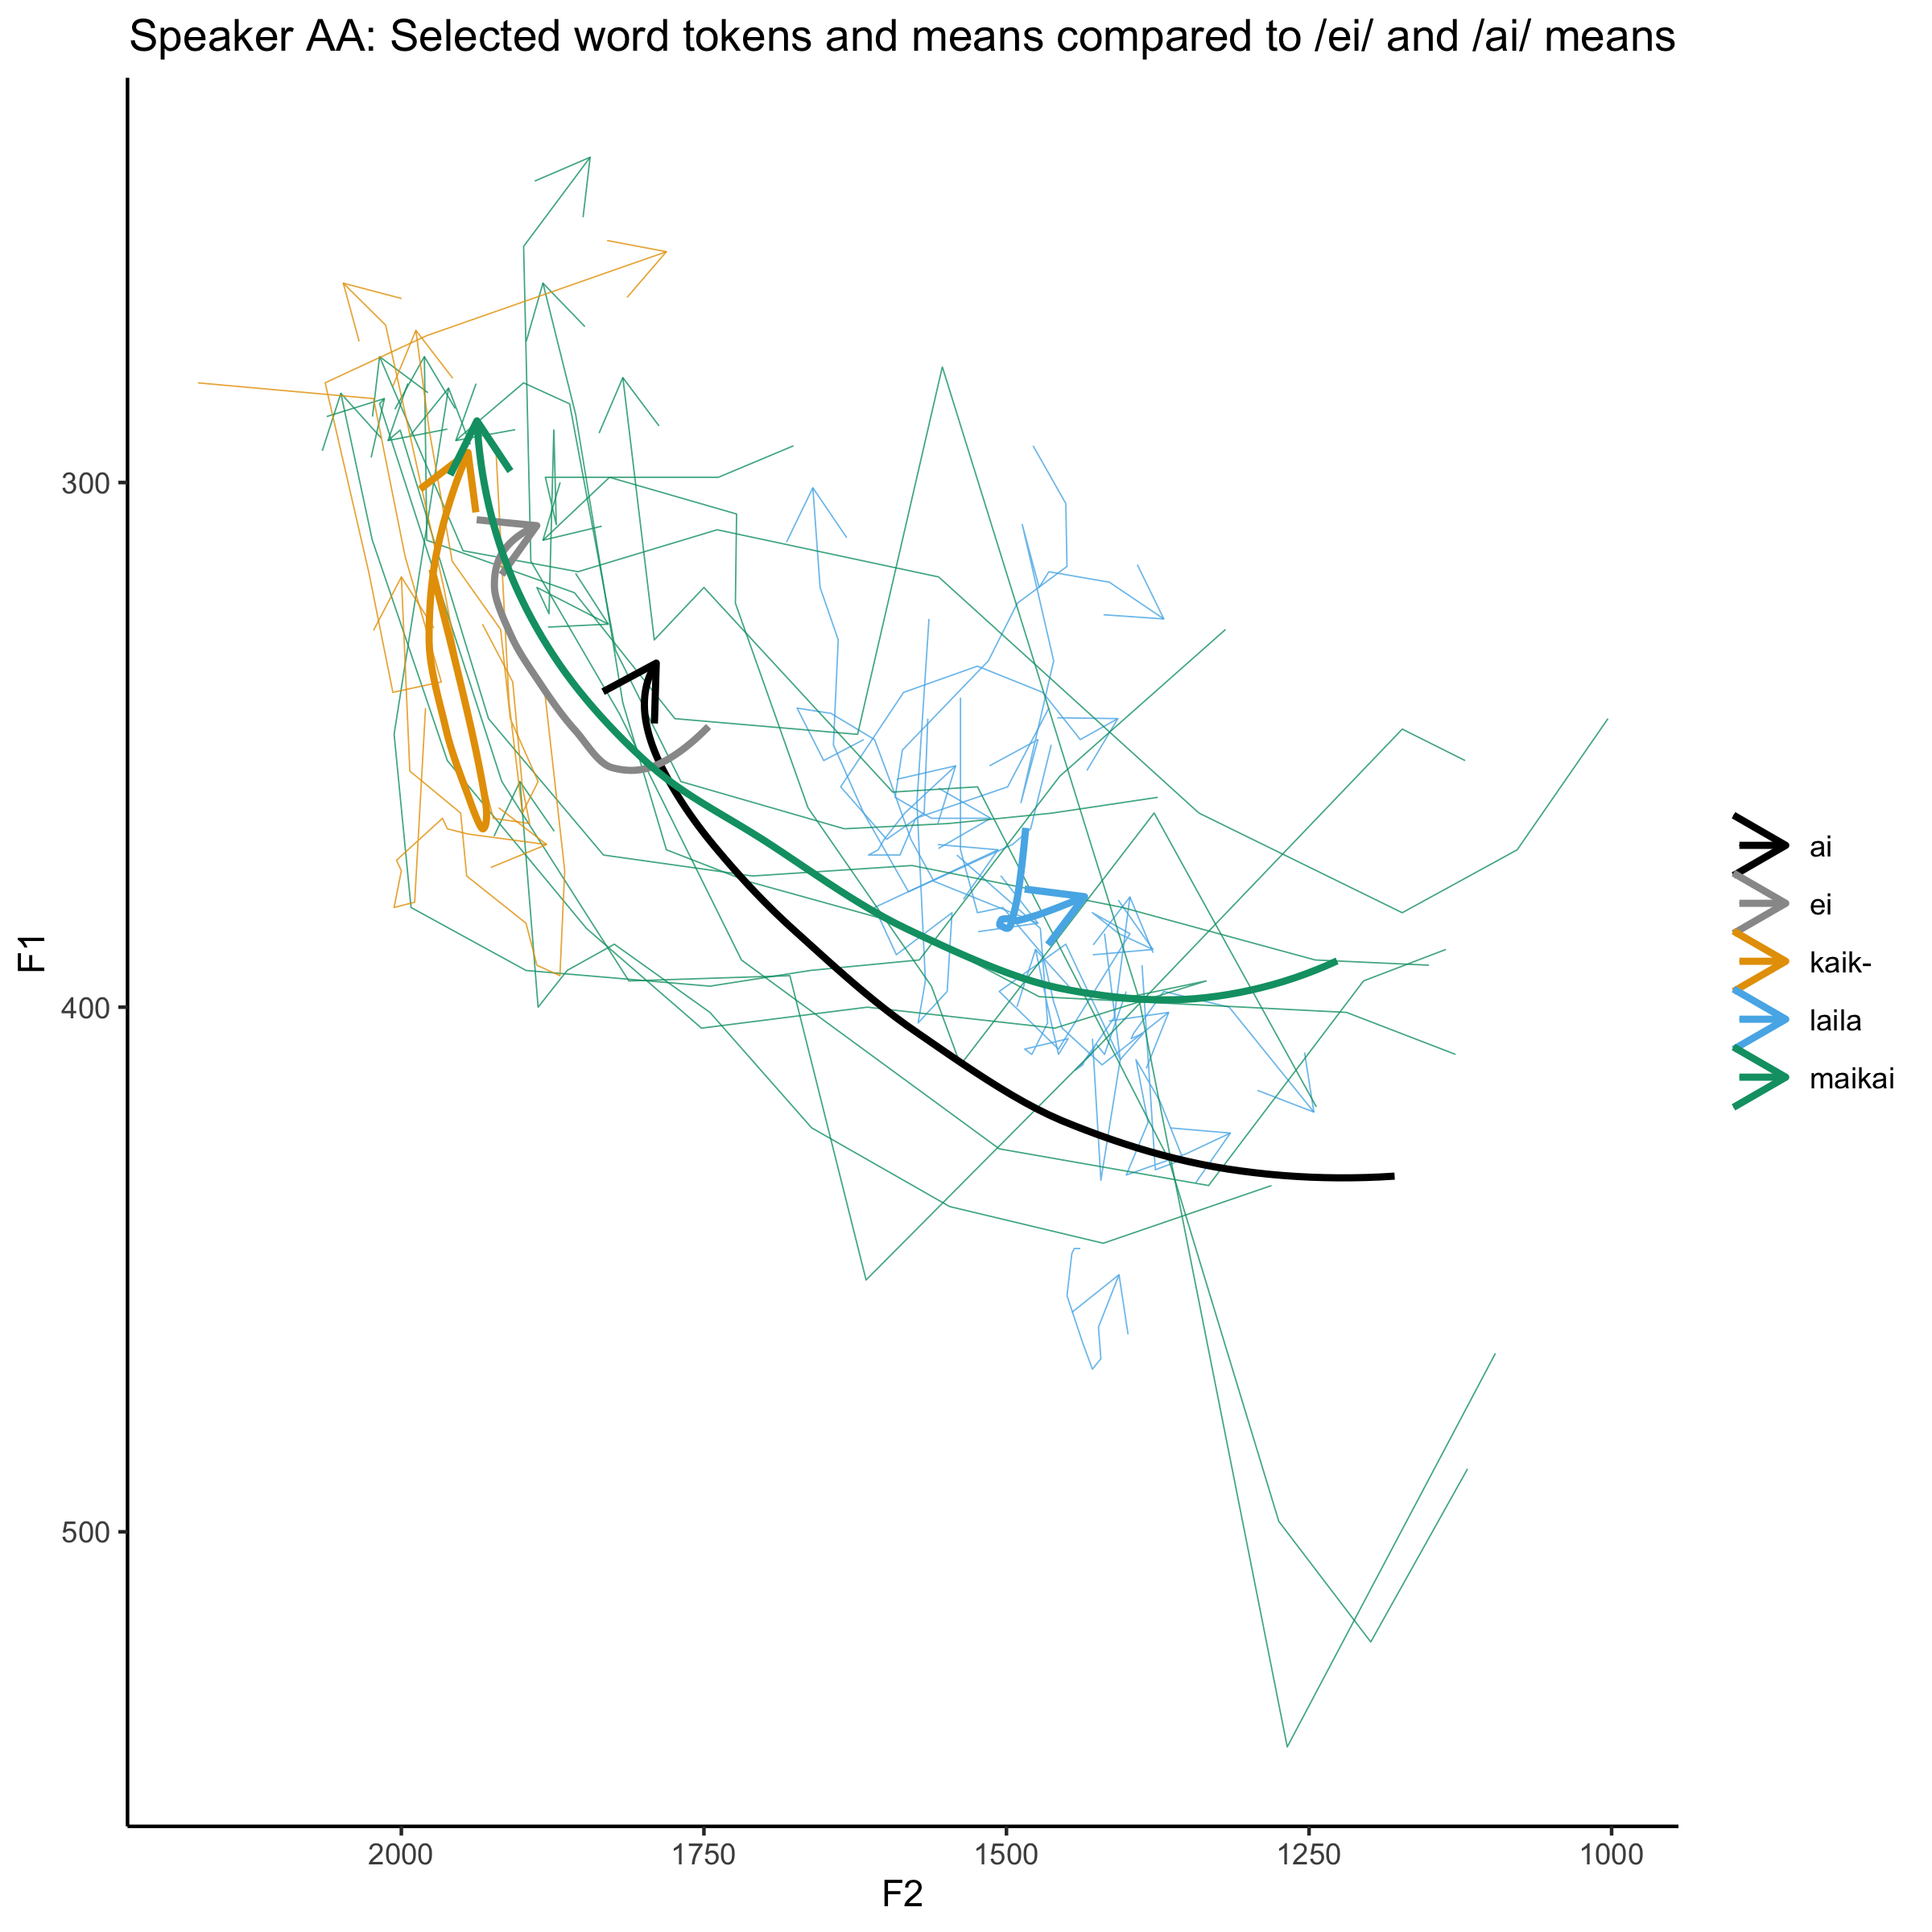 Speaker AA: Selected word tokens and means compared to /ei/ and /ai/ means
300
400
500
F1
2000 1750 1500 1250 1000
F2
ai
ei
kaik-
laila
maikai